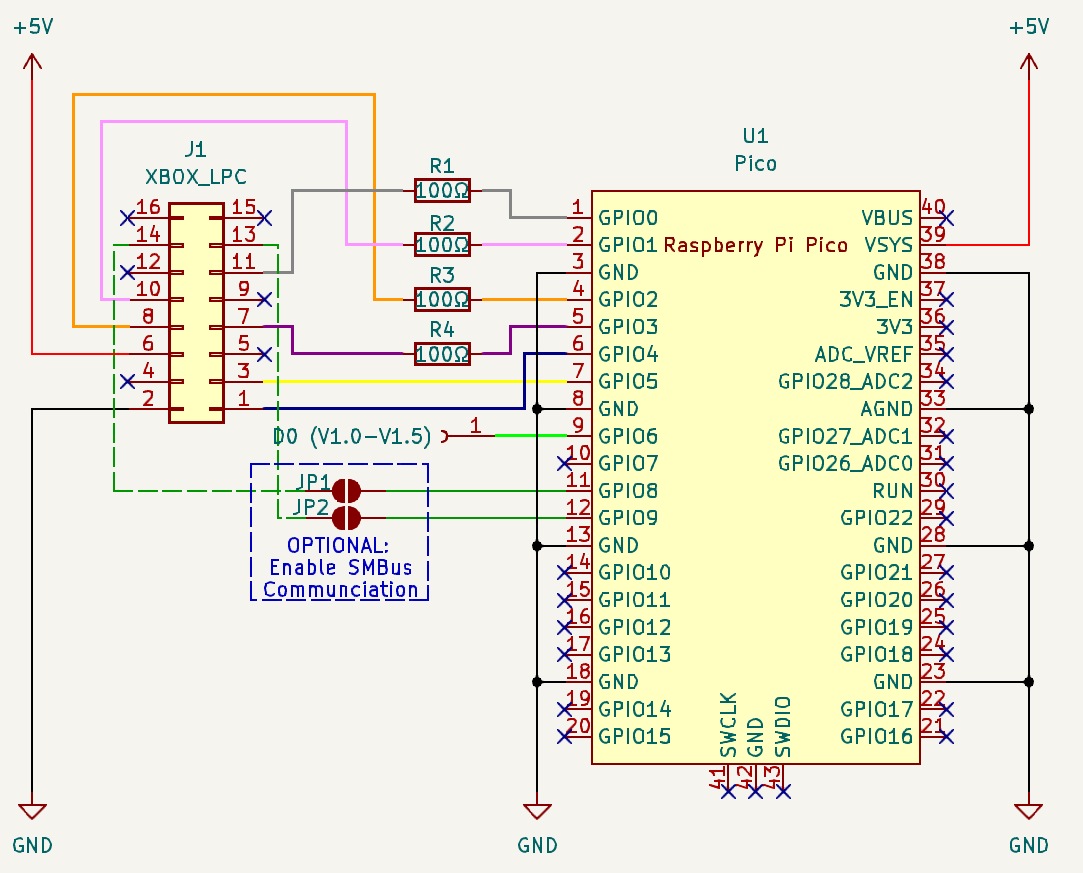 +5V
+5V
U1
Pico
J1
XBOX_LPC
R1
100Ω
R2
100Ω
R3
100Ω
R4
100Ω
16 15
14 13
12 11
10 9
8 7
6 5
4 3
2 1
D0 (V1.0-V1.5) 1
JP1
JP2
OPTIONAL:
Enable SMBus
Communciation
Raspberry Pi Pico
1 GPIO0 VBUS 40
2 GPIO1 VSYS 39
3 GND GND 38
4 GPIO2 3V3_EN 37
5 GPIO3 3V3 36
6 GPIO4 ADC_VREF 35
7 GPIO5 GPIO28_ADC2 34
8 GND AGND 33
9 GPIO6 GPIO27_ADC1 32
10 GPIO7 GPIO26_ADC0 31
11 GPIO8 RUN 30
12 GPIO9 GPIO22 29
13 GND GND 28
14 GPIO10 GPIO21 27
15 GPIO11 GPIO20 26
16 GPIO12 GPIO19 25
17 GPIO13 GPIO18 24
18 GND GND 23
19 GPIO14 GPIO17 22
20 GPIO15 GPIO16 21
SWCLK GND SWDIO
41 42 43
GND
GND
GND